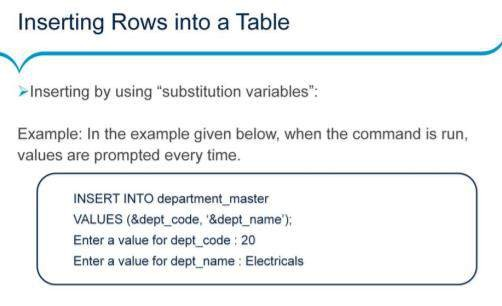 Inserting Rows into a Table
➢Inserting by using “substitution variables”:
Example: In the example given below, when the command is run,
values are prompted every time.
INSERT INTO department_master
VALUES (&dept_code, ‘&dept_name’);
Enter a value for dept_code : 20
Enter a value for dept_name : Electricals